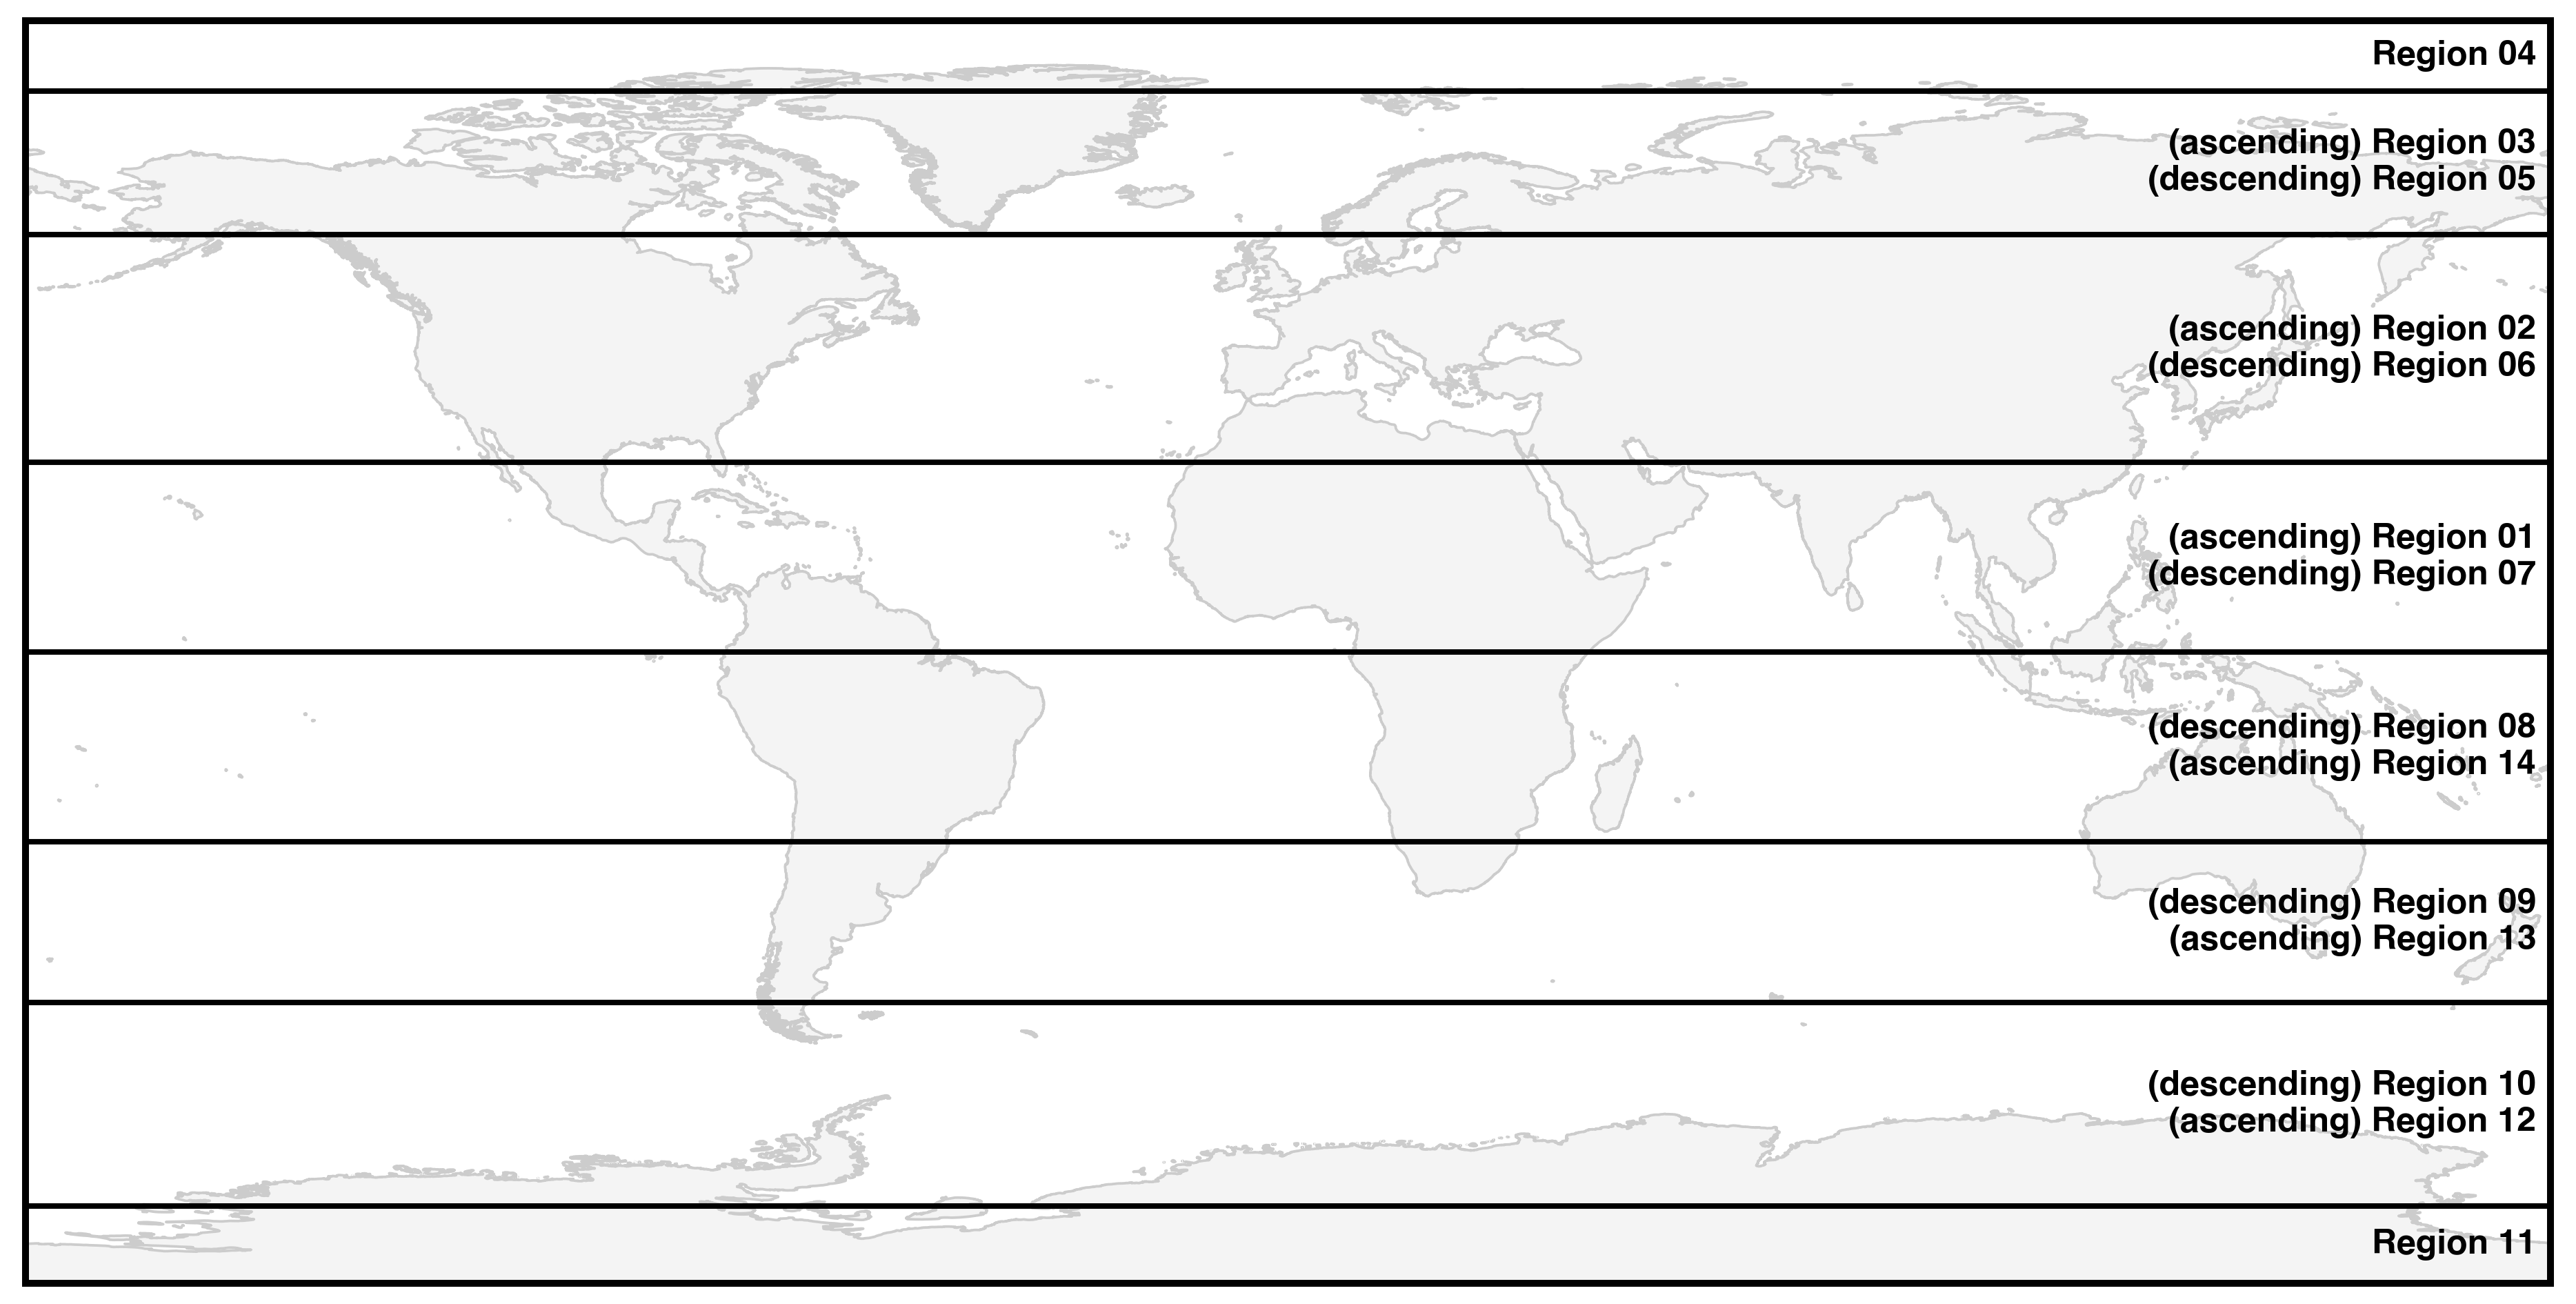 Region 04
(ascending) Region 03
(descending) Region 05
(ascending) Region 02
(descending) Region 06
(ascending) Region 01
(descending) Region 07
(descending) Region 08
(ascending) Region 14
(descending) Region 09
(ascending) Region 13
(descending) Region 10
(ascending) Region 12
Region 11